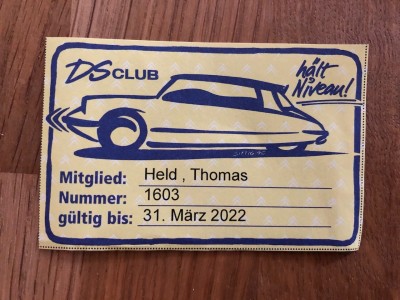 DS CLUB
hält
Niveau!
Mitglied: Held , Thomas
Nummer: 1603
gültig bis: 31. März 2022